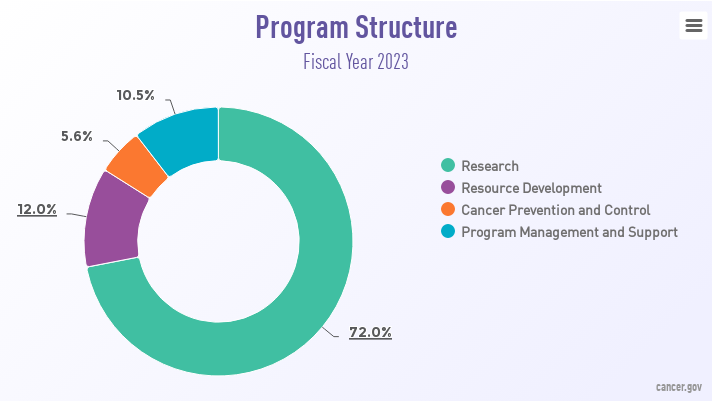 Program Structure
Fiscal Year 2023
10.5%
5.6%
12.0%
72.0%
Research
Resource Development
Cancer Prevention and Control
Program Management and Support
cancer.gov